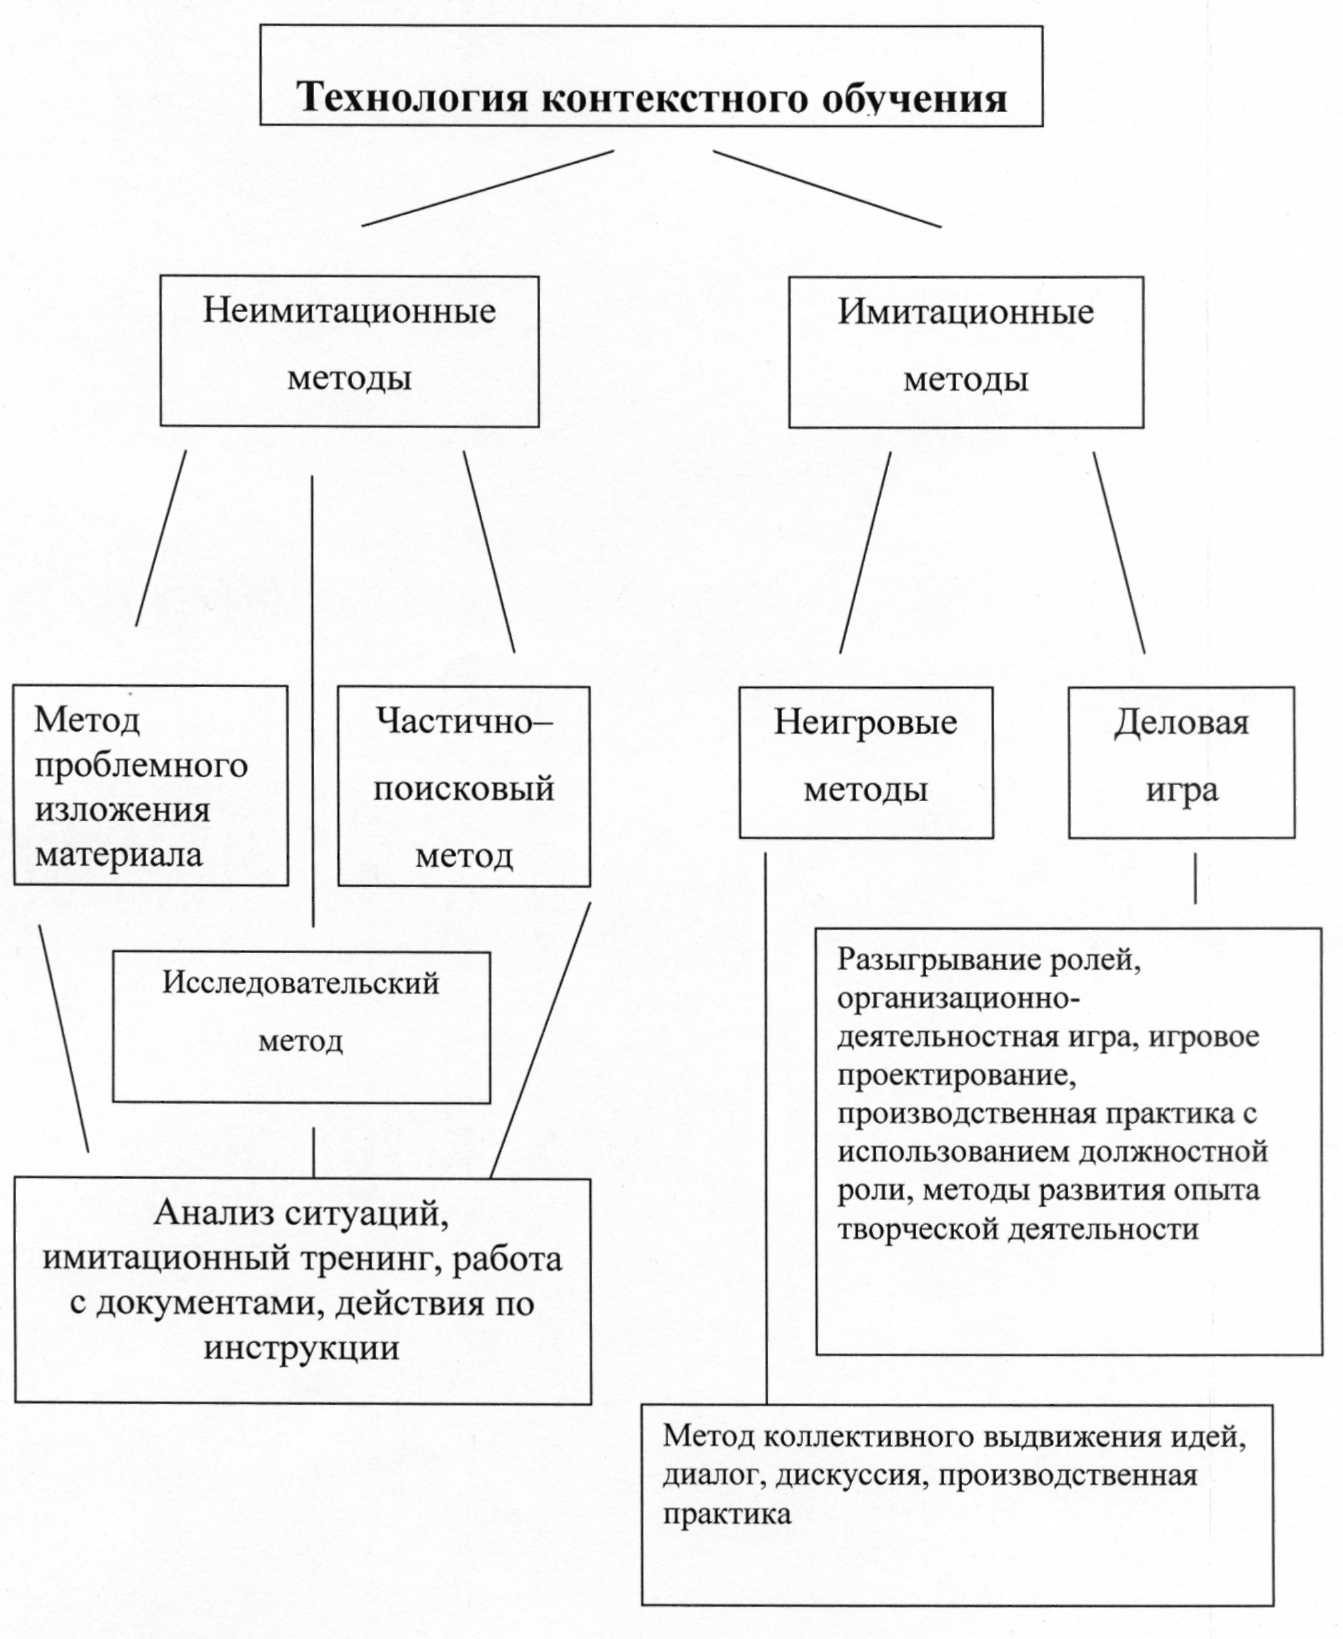 Технология контекстного обучения
Неимитационные
методы
Имитационные
методы
Метод
проблемного
изложения
материала
Частично–
поисковый
метод
Неигровые
методы
Деловая
игра
Исследовательский
метод
Разыгрывание ролей,
организационно-
деятельностная игра, игровое
проектирование,
производственная практика с
использованием должностной
роли, методы развития опыта
творческой деятельности
Анализ ситуаций,
имитационный тренинг, работа
с документами, действия по
инструкции
Метод коллективного выдвижения идей,
диалог, дискуссия, производственная
практика